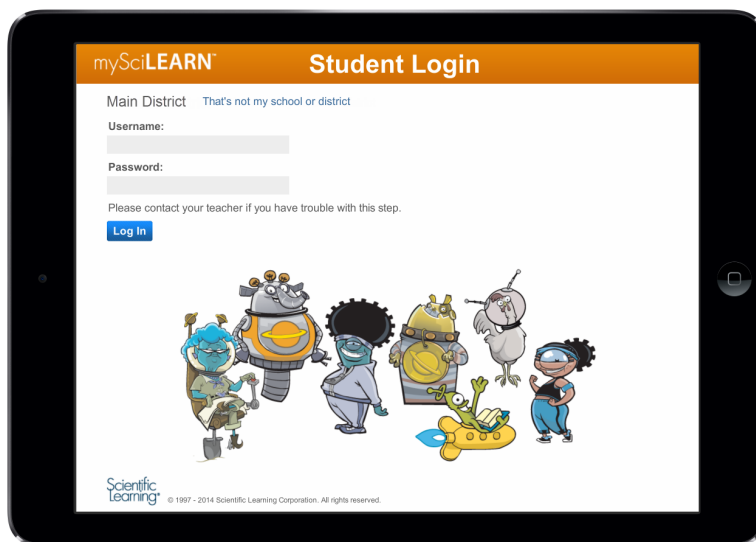 mySciLEARN™
Student Login
Main District That's not my school or district
Username:
Password:
Please contact your teacher if you have trouble with this step.
Log In
Scientific
Learning®
© 1997 - 2014 Scientific Learning Corporation. All rights reserved.